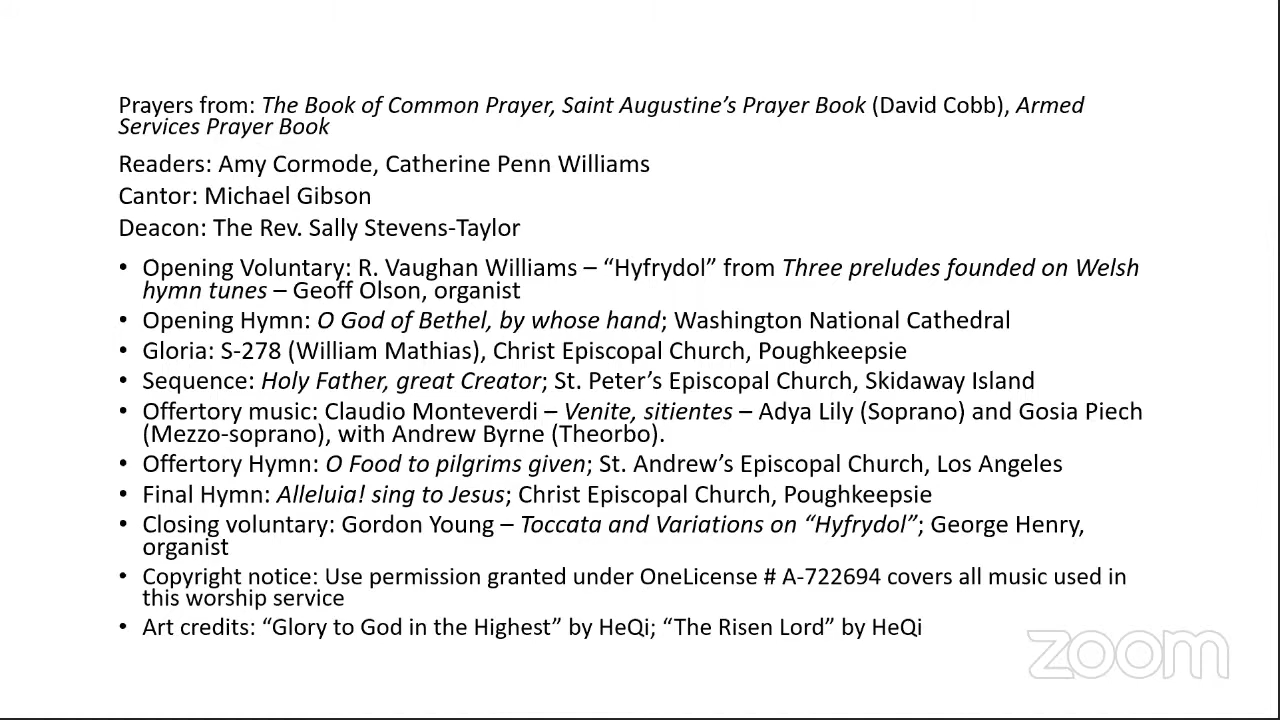 Prayers from: The Book of Common Prayer, Saint Augustine’s Prayer Book (David Cobb), Armed
Services Prayer Book
Readers: Amy Cormode, Catherine Penn Williams
Cantor: Michael Gibson
Deacon: The Rev. Sally Stevens-Taylor
• Opening Voluntary: R. Vaughan Williams – “Hyfrydol” from Three preludes founded on Welsh
hymn tunes – Geoff Olson, organist
• Opening Hymn: O God of Bethel, by whose hand; Washington National Cathedral
• Gloria: S-278 (William Mathias), Christ Episcopal Church, Poughkeepsie
• Sequence: Holy Father, great Creator; St. Peter’s Episcopal Church, Skidaway Island
• Offertory music: Claudio Monteverdi – Venite, sitientes – Adya Lily (Soprano) and Gosia Piech
(Mezzo-soprano), with Andrew Byrne (Theorbo).
• Offertory Hymn: O Food to pilgrims given; St. Andrew’s Episcopal Church, Los Angeles
• Final Hymn: Alleluia! sing to Jesus; Christ Episcopal Church, Poughkeepsie
• Closing voluntary: Gordon Young – Toccata and Variations on “Hyfrydol”; George Henry,
organist
• Copyright notice: Use permission granted under OneLicense # A-722694 covers all music used in
this worship service
• Art credits: “Glory to God in the Highest” by HeQi; “The Risen Lord” by HeQi
zoom